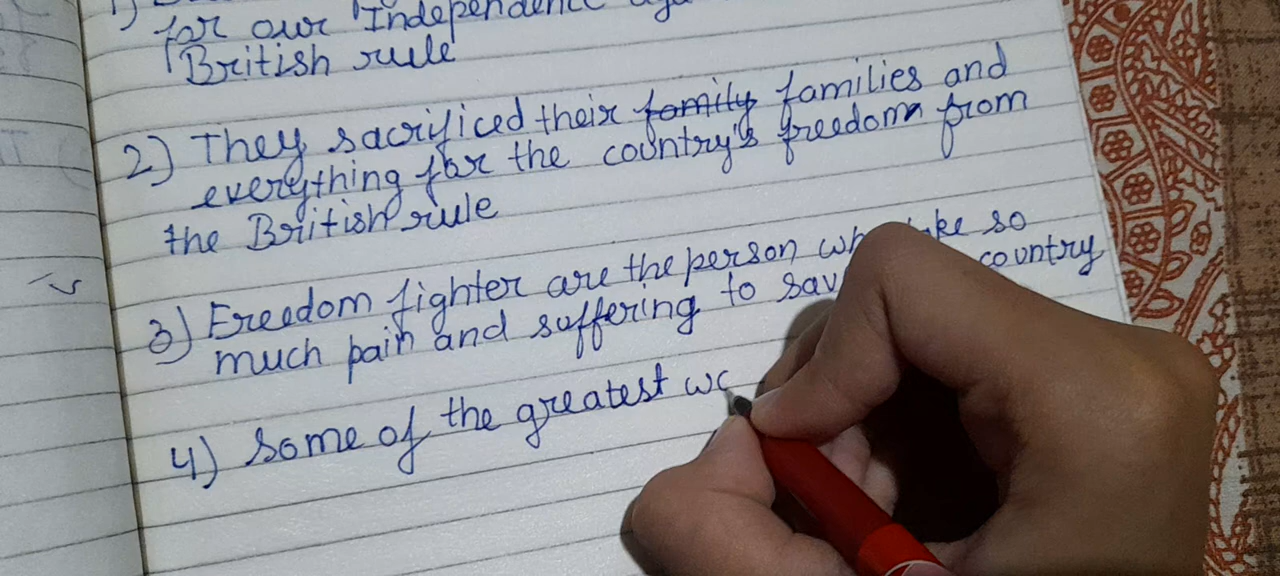 for our Independence
British rule
2) They sacrificed their family families and
everything for the country's freedom from
the British rule
3) Freedom fighter are the person so
much pain and suffering to country
4) Some of the greatest